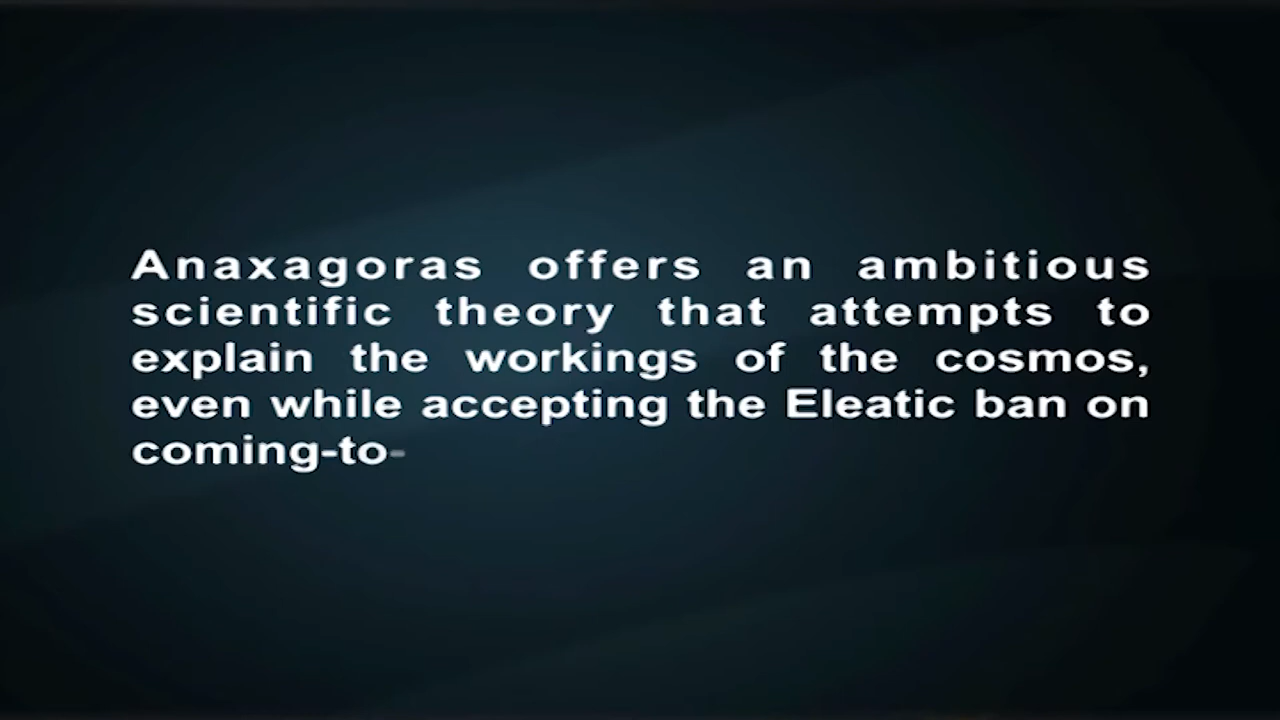 Anaxagoras offers an ambitious
scientific theory that attempts to
explain the workings of the cosmos,
even while accepting the Eleatic ban on
coming-to-